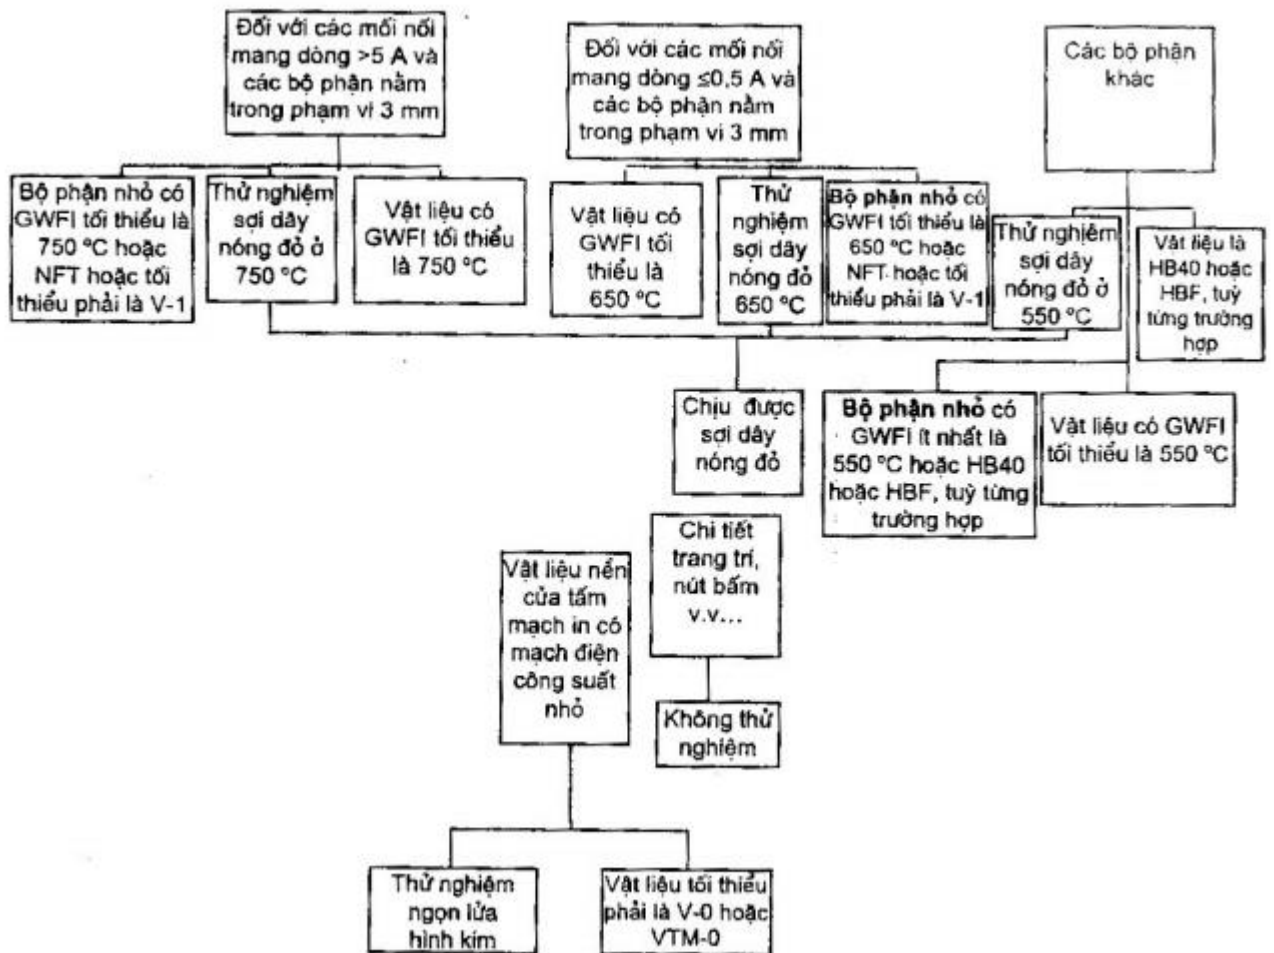 Đối với các mối nối
mang dòng >5 A và
các bộ phận nằm
trong phạm vi 3 mm
Đối với các mối nối
mang dòng ≤0,5 A và
các bộ phận nằm
trong phạm vi 3 mm
Các bộ phận
khác
Bộ phận nhỏ có
GWFI tối thiểu là
750 °C hoặc
NFT hoặc tối
thiểu phải là V-1
Thử nghiệm
sợi dây
nóng đỏ ở
750 °C
Vật liệu có
GWFI tối thiểu
là 750 °C
Vật liệu có
GWFI tối
thiểu là
650 °C
Thử
nghiệm
sợi dây
nóng đỏ
650 °C
Bộ phận nhỏ có
GWFI tối thiểu là
650 °C hoặc
NFT hoặc tối
thiểu phải là V-1
Thử nghiệm
sợi dây
nóng đỏ ở
550 °C
Vật liệu là
HB40 hoặc
HBF, tuỳ
từng trường
hợp
Chịu được
sợi dây
nóng đỏ
Bộ phận nhỏ có
GWFI ít nhất là
550 °C hoặc HB40
hoặc HBF, tuỳ từng
trường hợp
Vật liệu có GWFI
tối thiểu là 550 °C
Chi tiết
trang trí,
nút bấm
v.v...
Vật liệu nền
của tấm
mạch in có
mạch điện
công suất
nhỏ
Không thử
nghiệm
Thử nghiệm
ngọn lửa
hình kim
Vật liệu tối thiểu
phải là V-0 hoặc
VTM-0